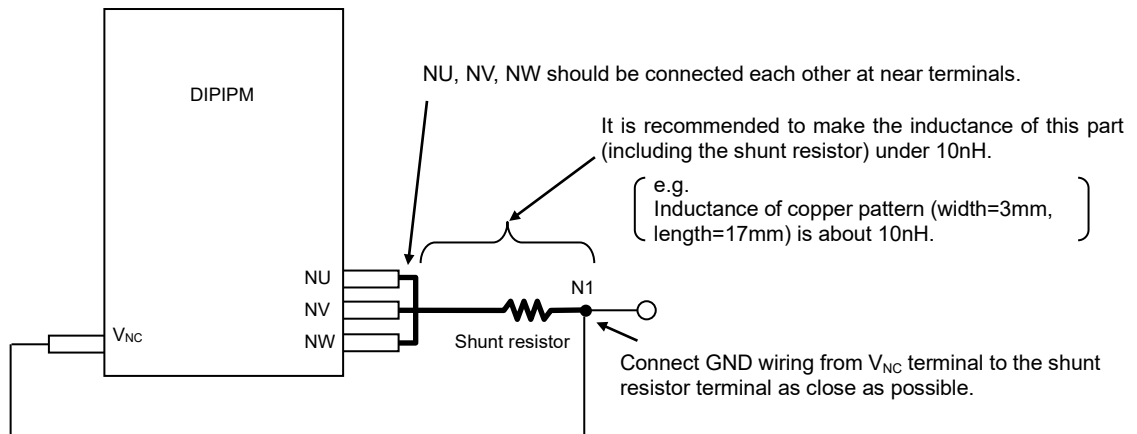 NU, NV, NW should be connected each other at near terminals.
DIPIPM
It is recommended to make the inductance of this part
(including the shunt resistor) under 10nH.
e.g.
Inductance of copper pattern (width=3mm,
length=17mm) is about 10nH.
NU
N1
NV
VNC
NW
Shunt resistor
Connect GND wiring from VNC terminal to the shunt
resistor terminal as close as possible.